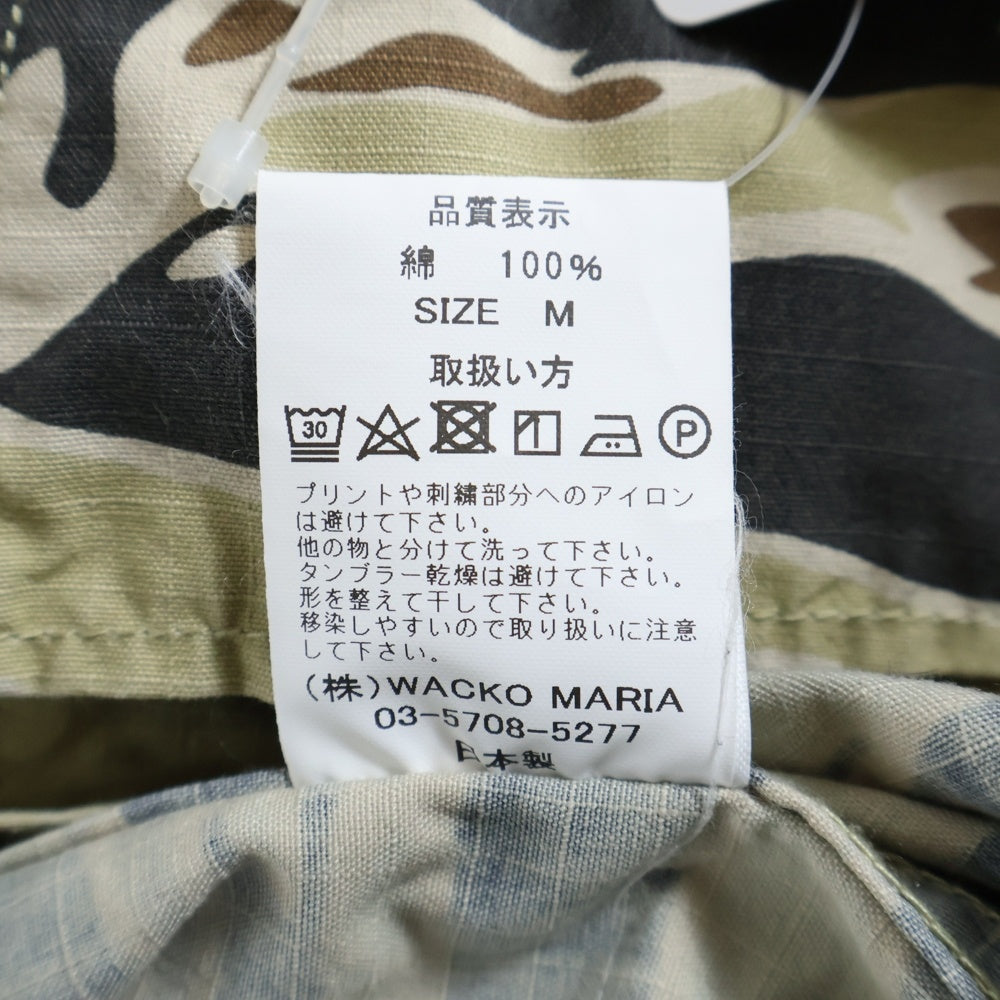 品質表示
綿 100%
SIZE M
取扱い方
30 P
プリントや刺繍部分へのアイロン
は避けて下さい。
他の物と分けて洗って下さい。
タンブラー乾燥は避けて下さい。
形を整えて干して下さい。
移染しやすいので取り扱いに注意
して下さい。
(株)WACKO MARIA
03-5708-5277
日本製